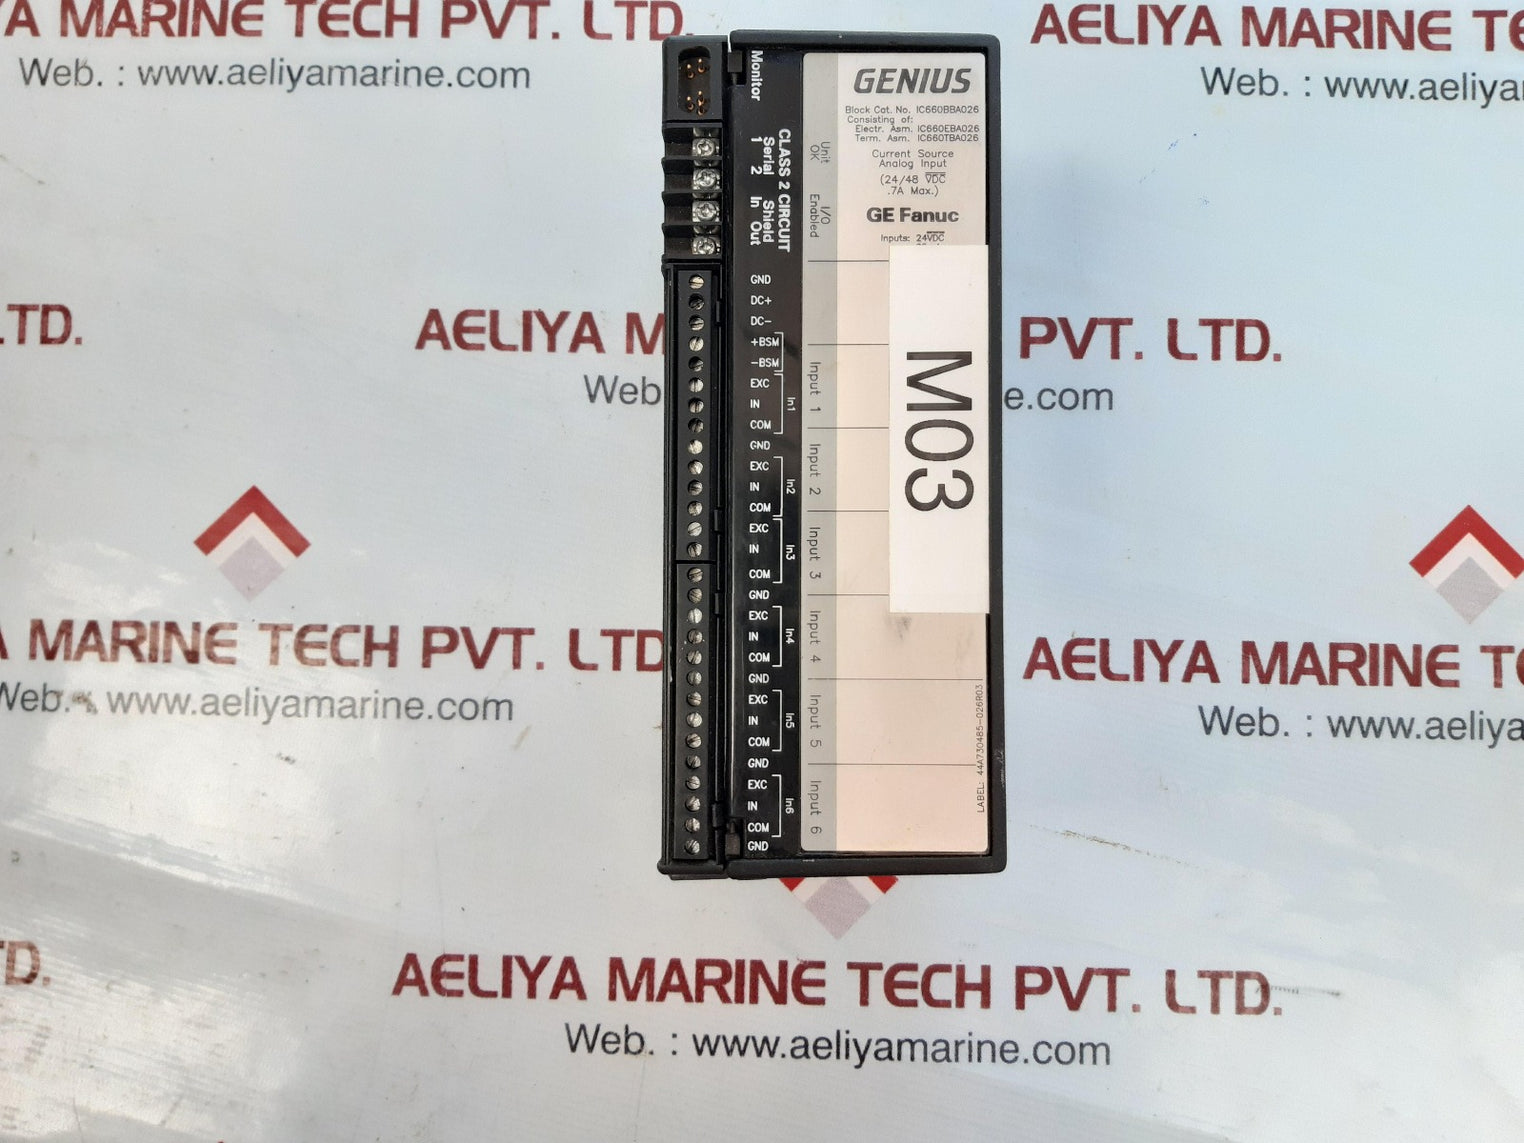 YA MARINE TECH PVT. LTD.
Web. : www.aeliyamarine.com
AELIYA MARINE TE
Web. : www.aeliya
LTD.
AELIYA M
PVT. LTD.
Web
e.com
A MARINE TECH PVT. LTD
Web. www.aeliyamarine.com
AELIYA MARINE TE
Web. : www.aeliya
TD.
AELIYA MARINE TECH PVT. LTD.
Web. : www.aeliyamarine.com
Monitor
CLASS 2 CIRCUIT
Serial Shield
1 2 In Out
GND
DC+
DC-
+BSM
-BSM
EXC
IN In1
COM
GND
EXC
IN In2
COM
EXC
IN In3
COM
GND
EXC
IN In4
COM
GND
EXC
IN In5
COM
GND
EXC
IN In6
COM
GND
Unit
OK
I/O
Enabled
Input 1
Input 2
Input 3
Input 4
Input 5
Input 6
GENIUS
Block Cat. No. IC660BBA026
Consisting of:
Electr. Asm. IC660EBA026
Term. Asm. IC660TBA026
Current Source
Analog Input
(24/48 VDC
.7A Max.)
GE Fanuc
Inputs: 24VDC
M03
LABEL: 44A730485-026R03